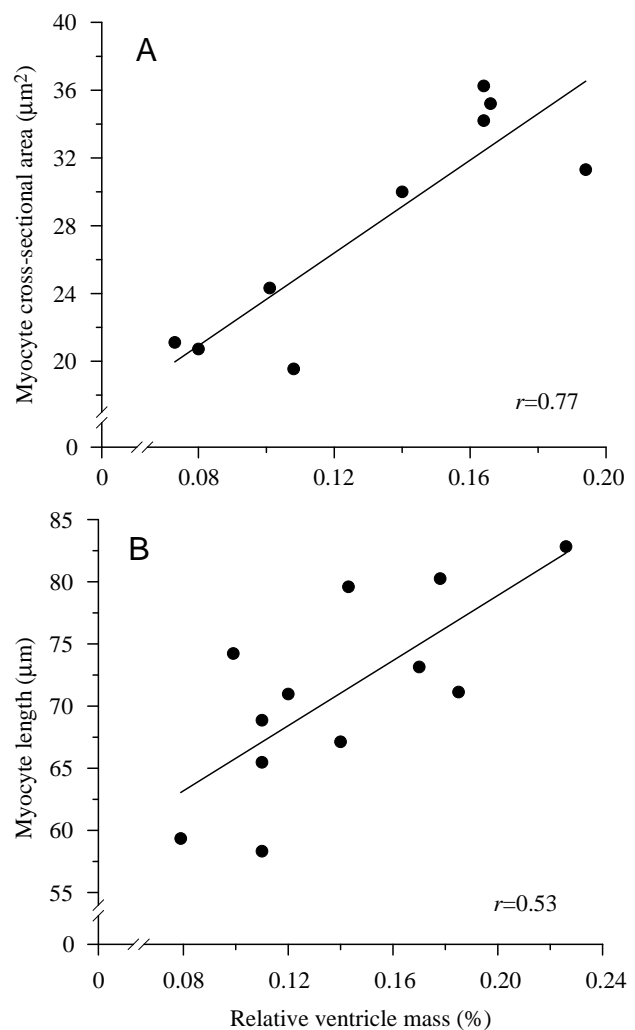 A
Myocyte cross-sectional area (μm²)
40
36
32
28
24
20
0
r=0.77
0 0.08 0.12 0.16 0.20
B
Myocyte length (μm)
85
80
75
70
65
60
55
0
r=0.53
0 0.08 0.12 0.16 0.20 0.24
Relative ventricle mass (%)